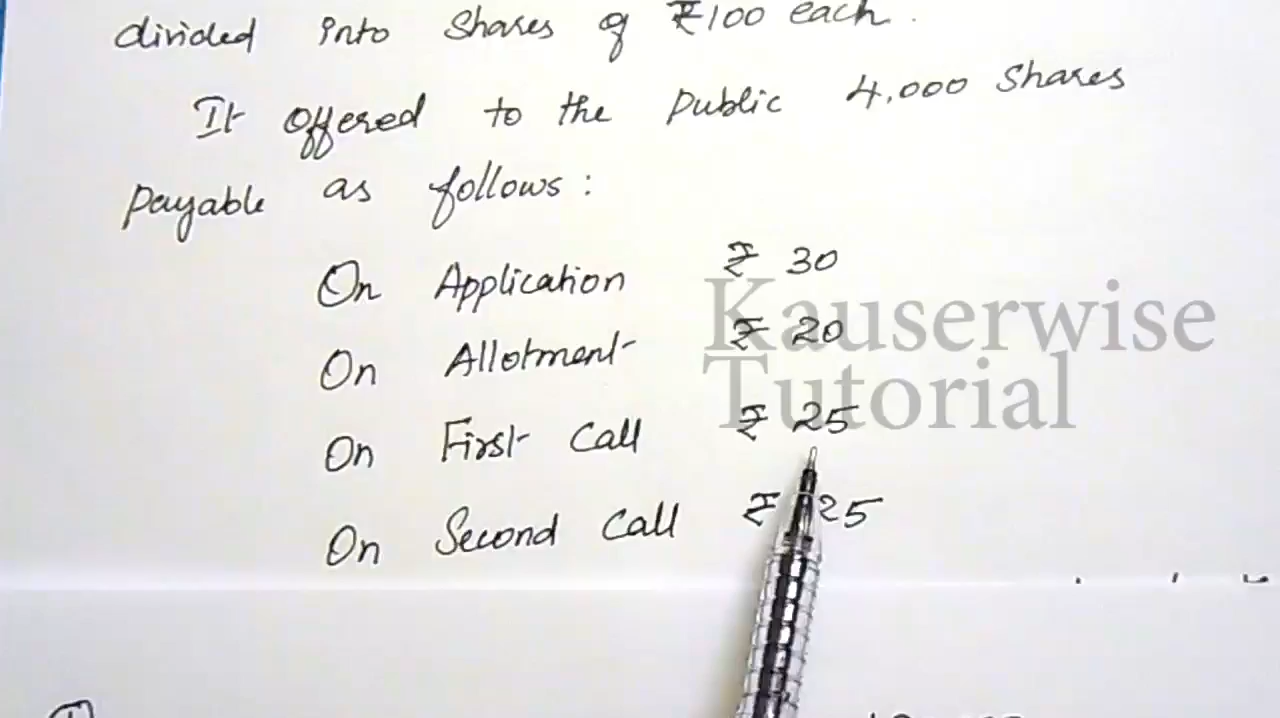 divided into Shares of ₹100 each.
It offered to the public 4,000 Shares
payable as follows:
On Application ₹ 30
On Allotment ₹ 20
On First Call ₹ 25
On Second Call ₹ 25
Kauserwise
Tutorial